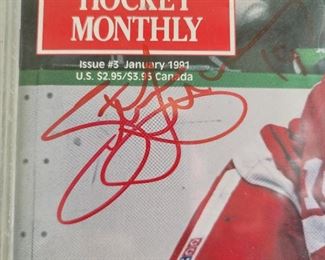 HOCKEY
MONTHLY
Issue #3 January 1991
U.S. $2.95/$3.95 Canada